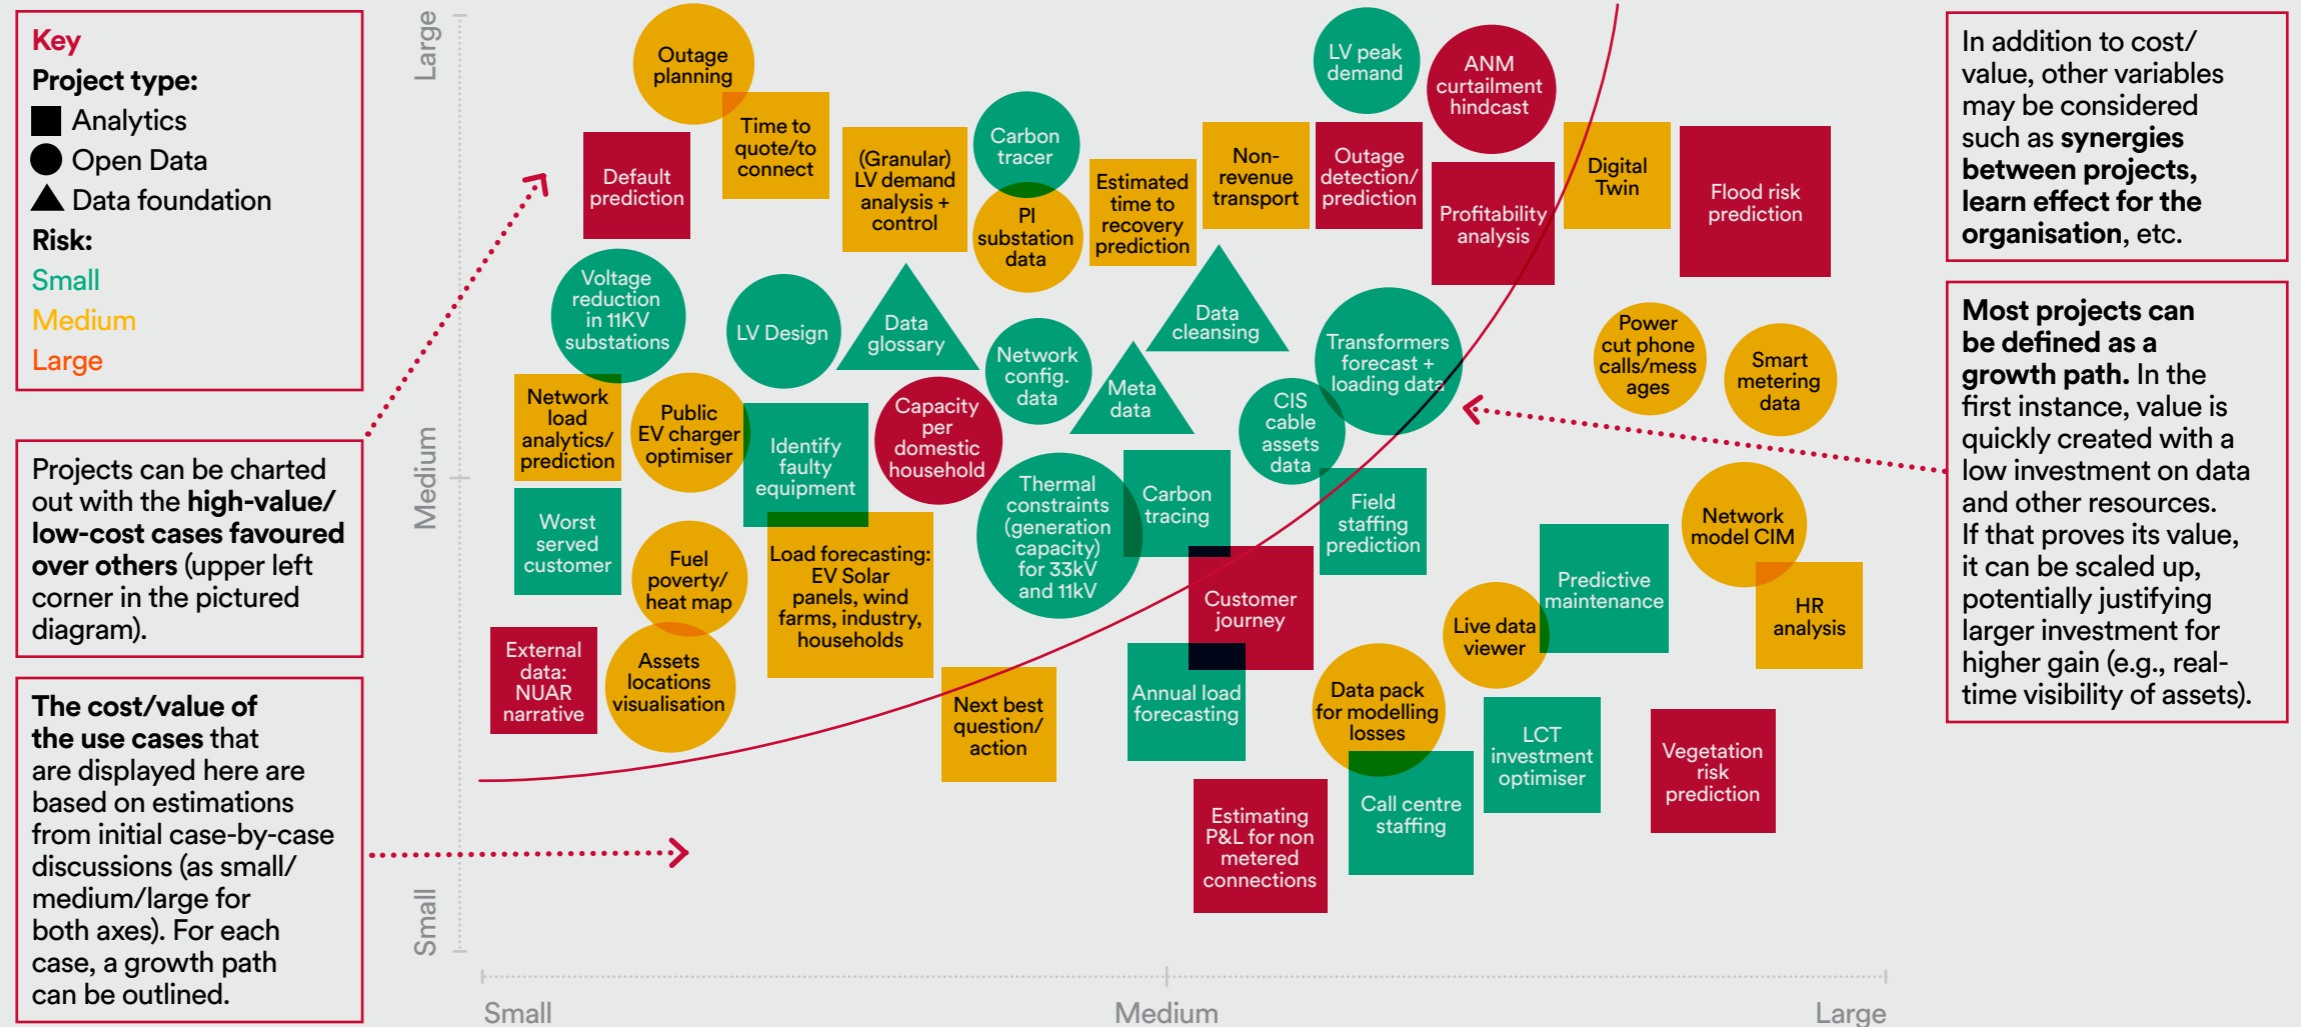 Key
Project type:
Analytics
Open Data
Data foundation
Risk:
Small
Medium
Large
Projects can be charted
out with the high-value/
low-cost cases favoured
over others (upper left
corner in the pictured
diagram).
The cost/value of
the use cases that
are displayed here are
based on estimations
from initial case-by-case
discussions (as small/
medium/large for
both axes). For each
case, a growth path
can be outlined.
Large
Medium
Small
Outage
planning
Time to
quote/to
connect
Default
prediction
(Granular)
LV demand
analysis +
control
Carbon
tracer
PI
substation
data
Estimated
time to
recovery
prediction
Non-
revenue
transport
LV peak
demand
Outage
detection/
prediction
ANM
curtailment
hindcast
Profitability
analysis
Digital
Twin
Flood risk
prediction
Voltage
reduction
in 11KV
substations
LV Design
Data
glossary
Network
config.
data
Data
cleansing
Meta
data
Transformers
forecast +
loading data
CIS
cable
assets
data
Power
cut phone
calls/mess
ages
Smart
metering
data
Network
load
analytics/
prediction
Public
EV charger
optimiser
Identify
faulty
equipment
Capacity
per
domestic
household
Thermal
constraints
(generation
capacity)
for 33kV
and 11kV
Carbon
tracing
Field
staffing
prediction
Network
model CIM
Worst
served
customer
Fuel
poverty/
heat map
Load forecasting:
EV Solar
panels, wind
farms, industry,
households
Customer
journey
Predictive
maintenance
HR
analysis
External
data:
NUAR
narrative
Assets
locations
visualisation
Next best
question/
action
Annual load
forecasting
Live data
viewer
Data pack
for modelling
losses
LCT
investment
optimiser
Vegetation
risk
prediction
Estimating
P&L for non
metered
connections
Call centre
staffing
Small
Medium
Large
In addition to cost/
value, other variables
may be considered
such as synergies
between projects,
learn effect for the
organisation, etc.
Most projects can
be defined as a
growth path. In the
first instance, value is
quickly created with a
low investment on data
and other resources.
If that proves its value,
it can be scaled up,
potentially justifying
larger investment for
higher gain (e.g., real-
time visibility of assets).